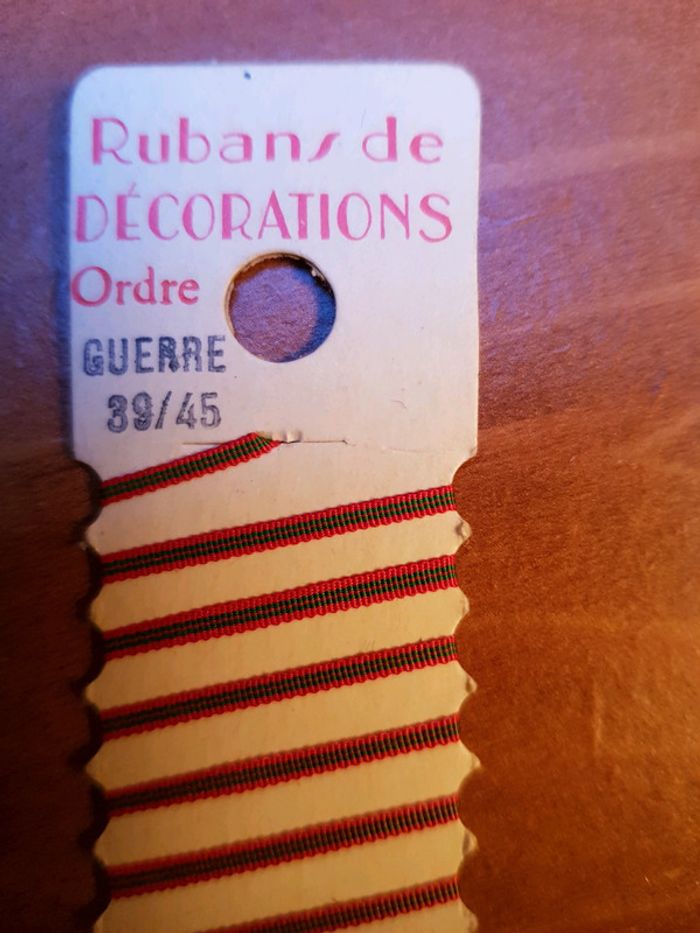 Rubans de
DÉCORATIONS
Ordre
GUERRE
39/45